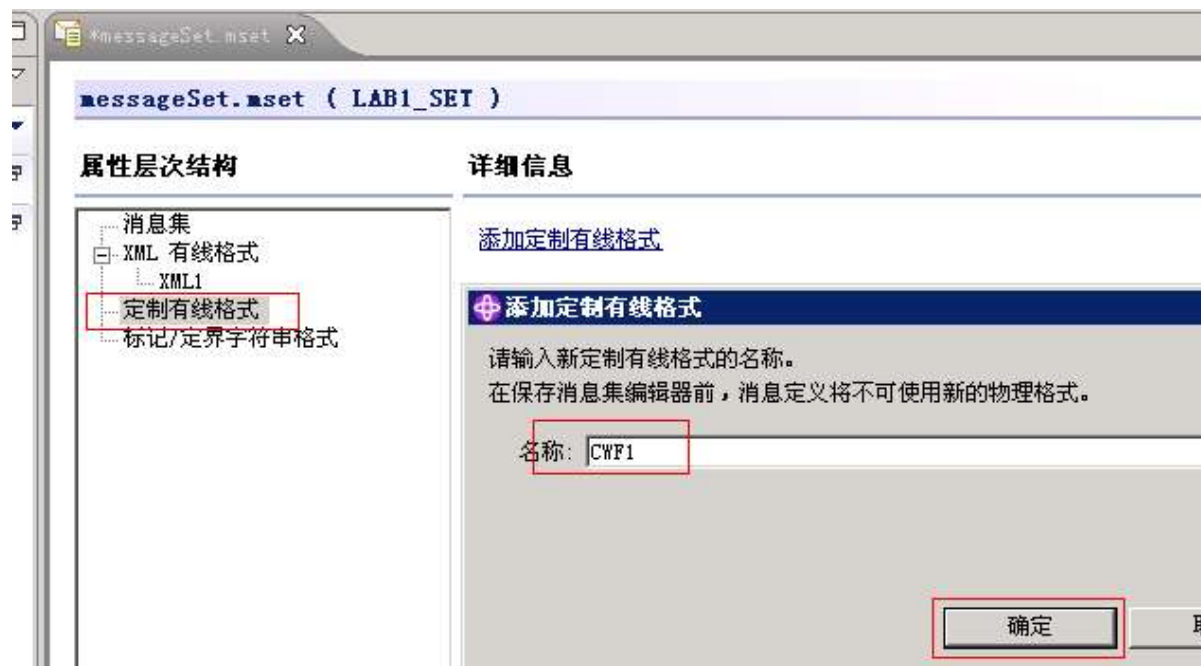 *messageSet.mset
messageSet.mset ( LAB1_SET )
属性层次结构
详细信息
消息集
XML 有线格式
XML1
定制有线格式
标记/定界字符串格式
添加定制有线格式
添加定制有线格式
请输入新定制有线格式的名称。
在保存消息集编辑器前，消息定义将不可使用新的物理格式。
名称: CWF1
确定